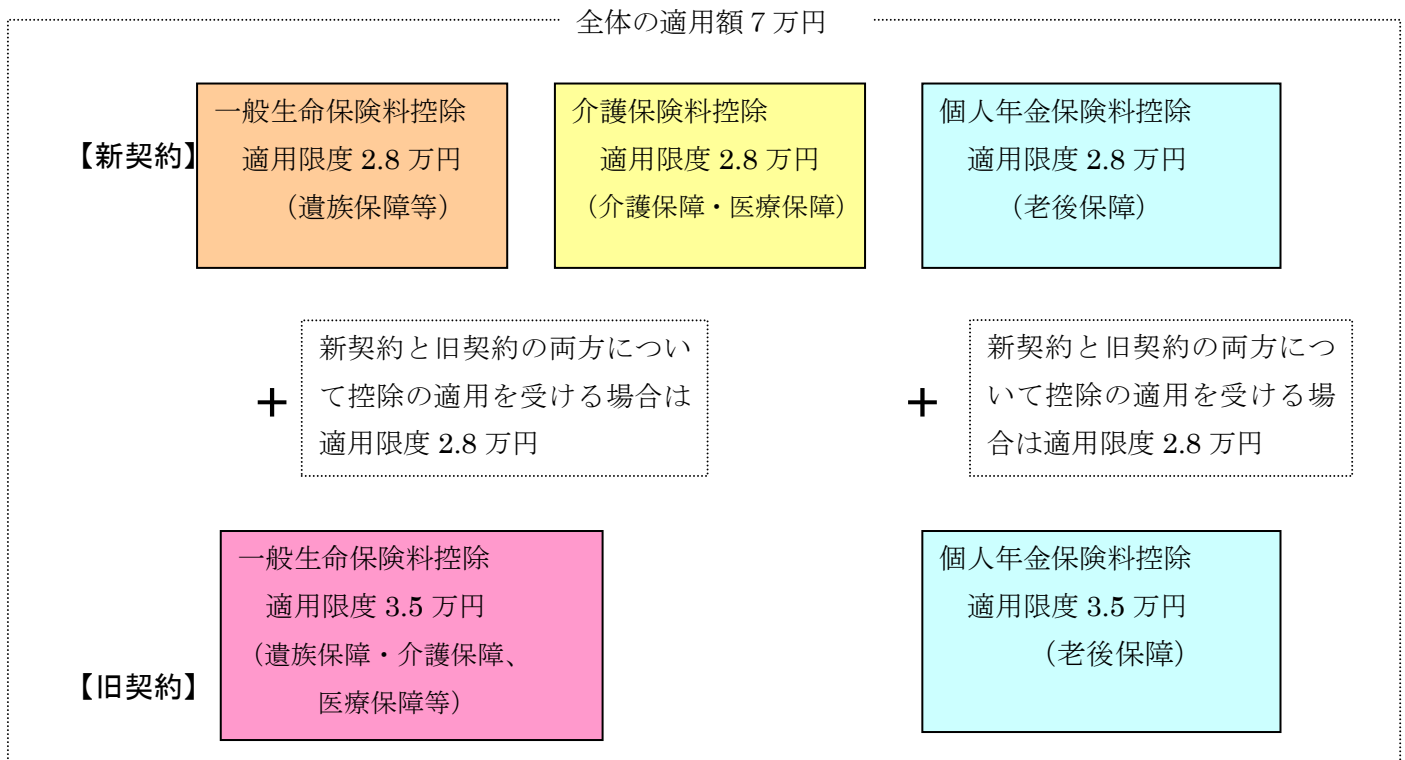 全体の適用額７万円
【新契約】
一般生命保険料控除
適用限度 2.8 万円
（遺族保障等）
介護保険料控除
適用限度 2.8 万円
（介護保障・医療保障）
個人年金保険料控除
適用限度 2.8 万円
（老後保障）
＋
新契約と旧契約の両方につい
て控除の適用を受ける場合は
適用限度 2.8 万円
＋
新契約と旧契約の両方につ
いて控除の適用を受ける場
合は適用限度 2.8 万円
【旧契約】
一般生命保険料控除
適用限度 3.5 万円
（遺族保障・介護保障、
医療保障等）
個人年金保険料控除
適用限度 3.5 万円
（老後保障）